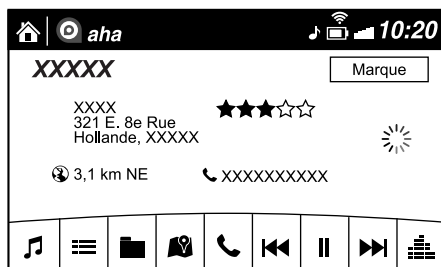 aha 10:20
XXXXX
Marque
XXXX
321 E. 8e Rue
Hollande, XXXXX
3,1 km NE
XXXXXXXXXX